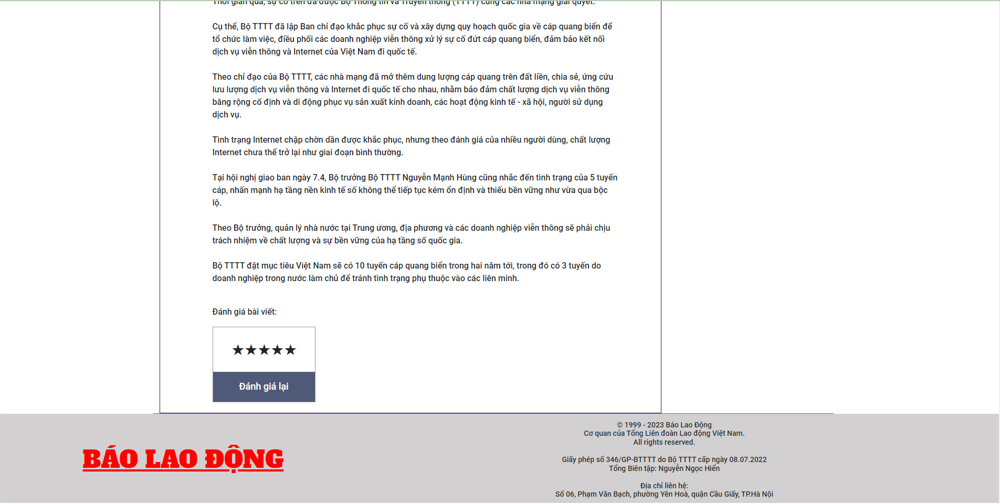 Thời gian qua, sự cố trên đã được Bộ Thông tin và Truyền thông (TTTT) cùng các nhà mạng giải quyết.
Cụ thể, Bộ TTTT đã lập Ban chỉ đạo khắc phục sự cố và xây dựng quy hoạch quốc gia về cáp quang biển để
tổ chức làm việc, điều phối các doanh nghiệp viễn thông xử lý sự cố đứt cáp quang biển, đảm bảo kết nối
dịch vụ viễn thông và Internet của Việt Nam đi quốc tế.
Theo chỉ đạo của Bộ TTTT, các nhà mạng đã mở thêm dung lượng cáp quang trên đất liền, chia sẻ, ứng cứu
lưu lượng dịch vụ viễn thông và Internet đi quốc tế cho nhau, nhằm bảo đảm chất lượng dịch vụ viễn thông
băng rộng cố định và di động phục vụ sản xuất kinh doanh, các hoạt động kinh tế - xã hội, người sử dụng
dịch vụ.
Tình trạng Internet chập chờn dần được khắc phục, nhưng theo đánh giá của nhiều người dùng, chất lượng
Internet chưa thể trở lại như giai đoạn bình thường.
Tại hội nghị giao ban ngày 7.4, Bộ trưởng Bộ TTTT Nguyễn Mạnh Hùng cũng nhắc đến tình trạng của 5 tuyến
cáp, nhấn mạnh hạ tầng nền kinh tế số không thể tiếp tục kém ổn định và thiếu bền vững như vừa qua bộc
lộ.
Theo Bộ trưởng, quản lý nhà nước tại Trung ương, địa phương và các doanh nghiệp viễn thông sẽ phải chịu
trách nhiệm về chất lượng và sự bền vững của hạ tầng số quốc gia.
Bộ TTTT đặt mục tiêu Việt Nam sẽ có 10 tuyến cáp quang biển trong hai năm tới, trong đó có 3 tuyến do
doanh nghiệp trong nước làm chủ để tránh tình trạng phụ thuộc vào các liên minh.
Đánh giá bài viết:
★★★★★
Đánh giá lại
BÁO LAO ĐỘNG
© 1999 - 2023 Báo Lao Động
Cơ quan của Tổng Liên đoàn Lao động Việt Nam.
All rights reserved.
Giấy phép số 346/GP-BTTTT do Bộ TTTT cấp ngày 08.07.2022
Tổng Biên tập: Nguyễn Ngọc Hiển
Địa chỉ liên hệ:
Số 06, Phạm Văn Bạch, phường Yên Hoà, quận Cầu Giấy, TP.Hà Nội